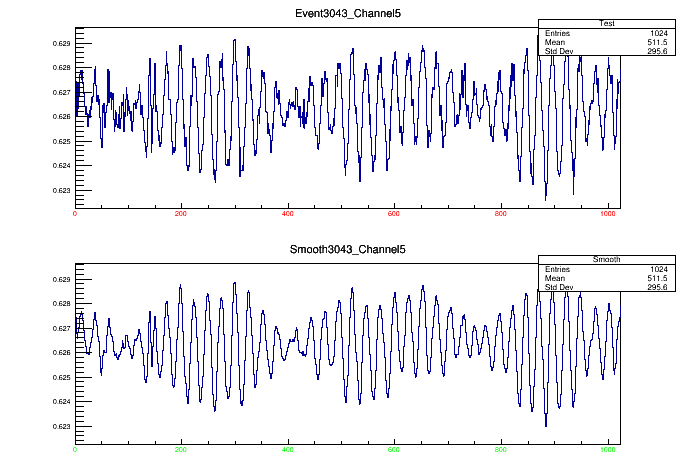 Event3043_Channel5
Test
Entries 1024
Mean 511.5
Std Dev 295.6
0.629
0.628
0.627
0.626
0.625
0.624
0.623
0 200 400 600 800 1000
Smooth3043_Channel5
Smooth
Entries 1024
Mean 511.5
Std Dev 295.6
0.629
0.628
0.627
0.626
0.625
0.624
0.623
0 200 400 600 800 1000